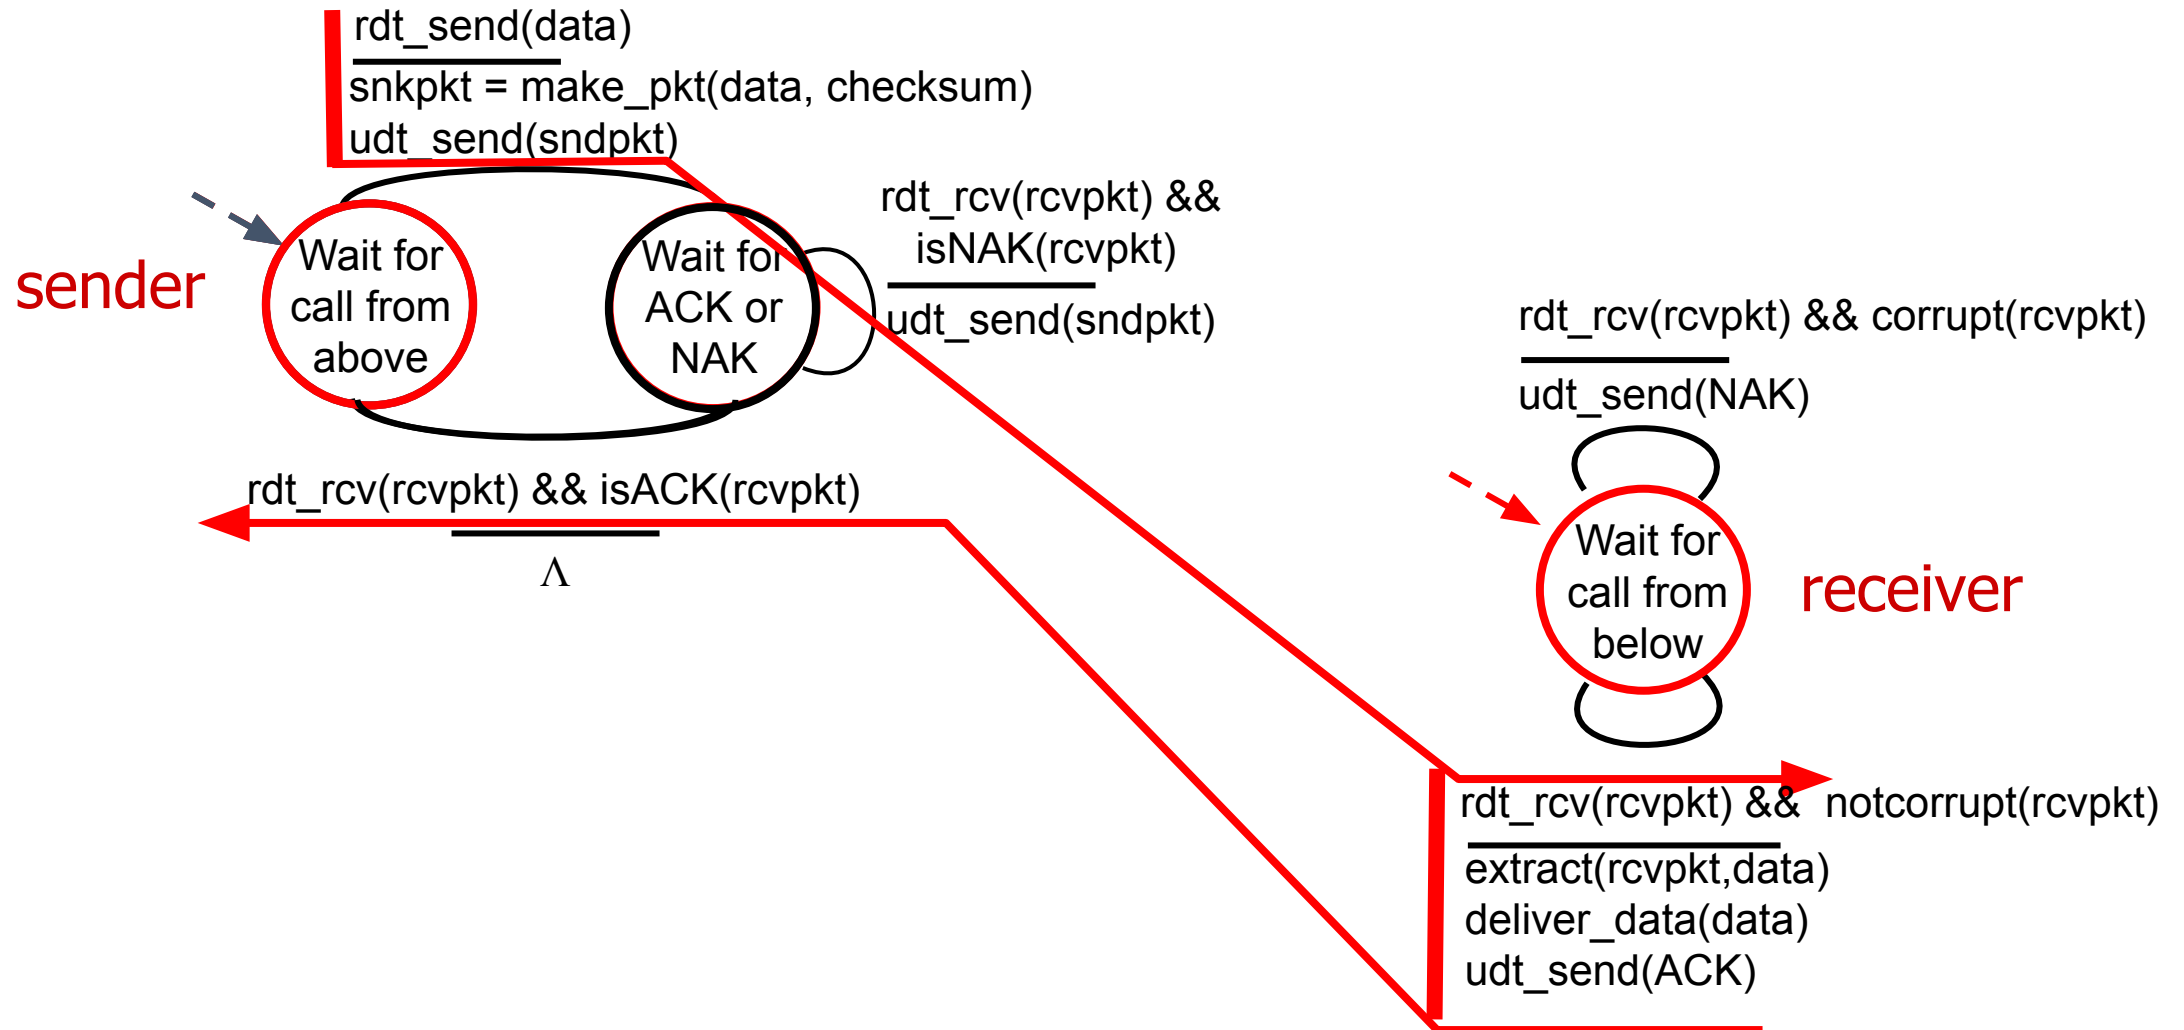 rdt_send(data)
snkpkt = make_pkt(data, checksum)
udt_send(sndpkt)
sender
Wait for
call from
above
Wait for
ACK or
NAK
rdt_rcv(rcvpkt) &&
isNAK(rcvpkt)
udt_send(sndpkt)
rdt_rcv(rcvpkt) && isACK(rcvpkt)
Λ
rdt_rcv(rcvpkt) && corrupt(rcvpkt)
udt_send(NAK)
Wait for
call from
below
receiver
rdt_rcv(rcvpkt) && notcorrupt(rcvpkt)
extract(rcvpkt,data)
deliver_data(data)
udt_send(ACK)